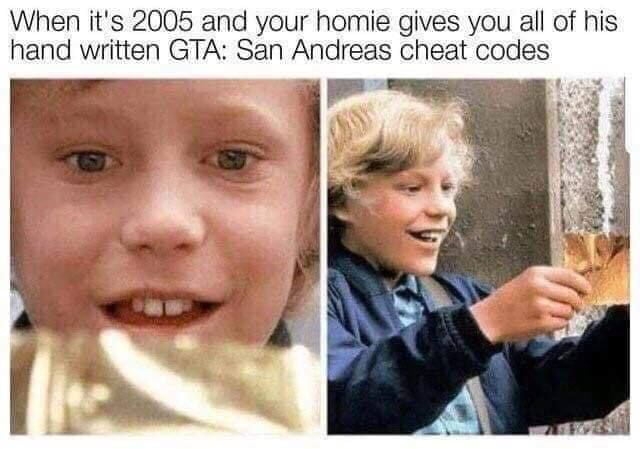 When it's 2005 and your homie gives you all of his
hand written GTA: San Andreas cheat codes